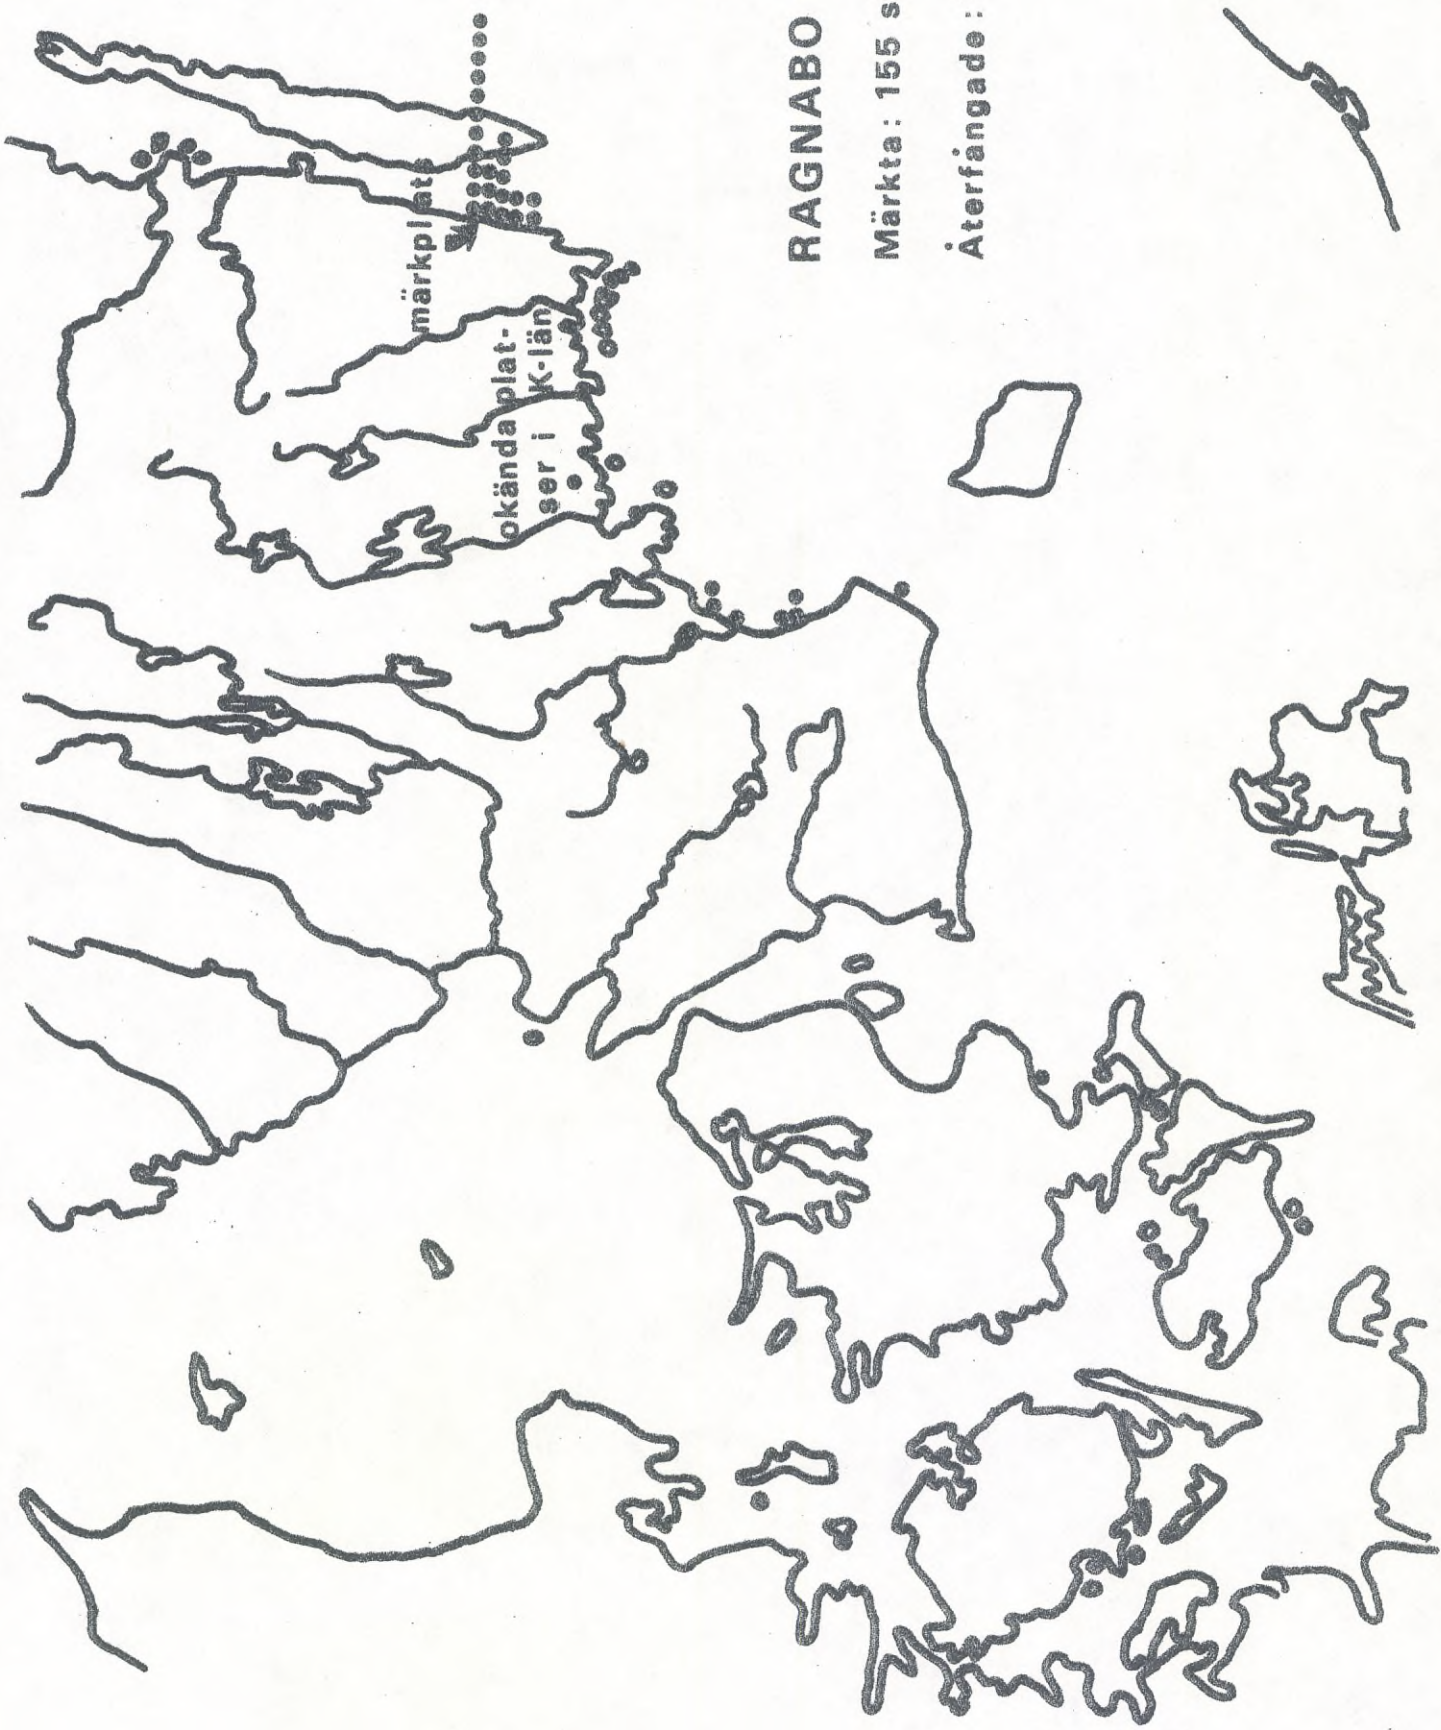 märkplats
okända plat-
ser i K-län
RAGNABO
Märkta: 155 s
Återfångade: